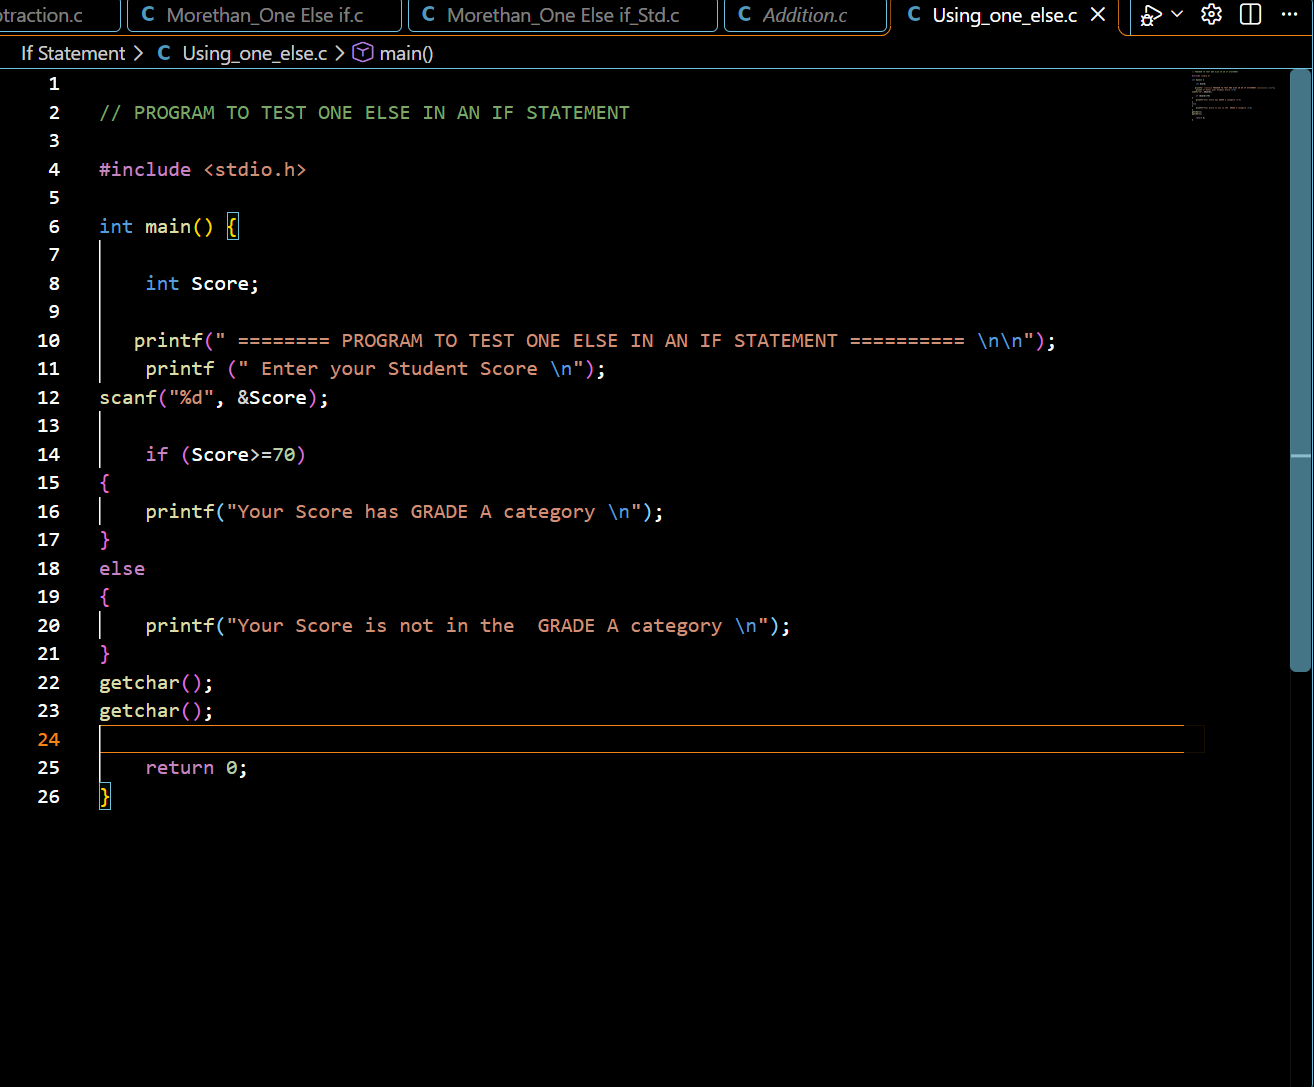 traction.c C Morethan_One Else if.c C Morethan_One Else if_Std.c C Addition.c C Using_one_else.c
If Statement > C Using_one_else.c > main()
1
2 // PROGRAM TO TEST ONE ELSE IN AN IF STATEMENT
3
4 #include <stdio.h>
5
6 int main() {
7
8 int Score;
9
10 printf(" ======== PROGRAM TO TEST ONE ELSE IN AN IF STATEMENT ========== \n\n");
11 printf (" Enter your Student Score \n");
12 scanf("%d", &Score);
13
14 if (Score>=70)
15 {
16 printf("Your Score has GRADE A category \n");
17 }
18 else
19 {
20 printf("Your Score is not in the  GRADE A category \n");
21 }
22 getchar();
23 getchar();
24
25 return 0;
26 }